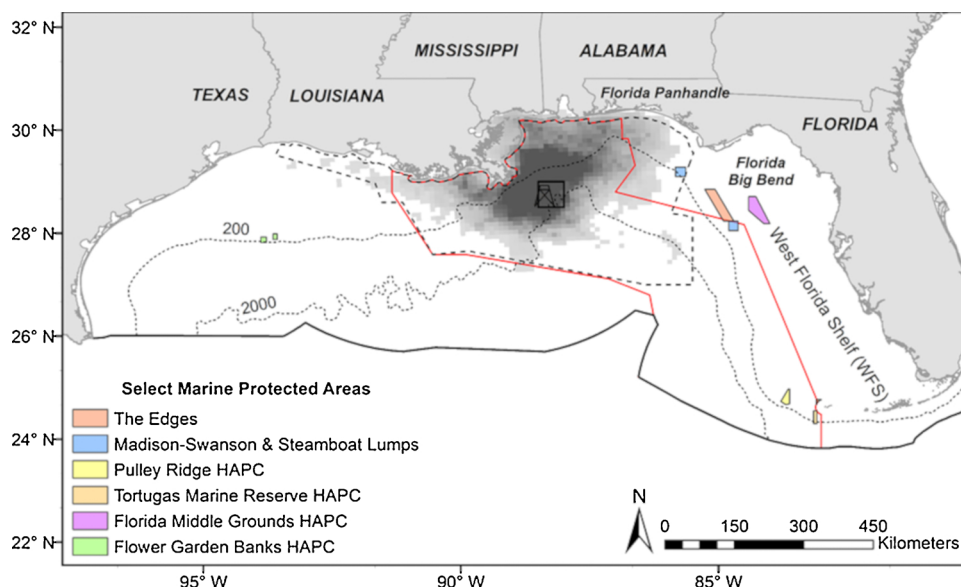 32° N
MISSISSIPPI
ALABAMA
TEXAS
LOUISIANA
Florida Panhandle
30° N
FLORIDA
Florida
Big Bend
28° N
200
West Florida Shelf (WFS)
2000
26° N
Select Marine Protected Areas
The Edges
24° N
Madison-Swanson & Steamboat Lumps
Pulley Ridge HAPC
Tortugas Marine Reserve HAPC
Florida Middle Grounds HAPC
22° N
Flower Garden Banks HAPC
N
0 150 300 450
Kilometers
95° W
90° W
85° W